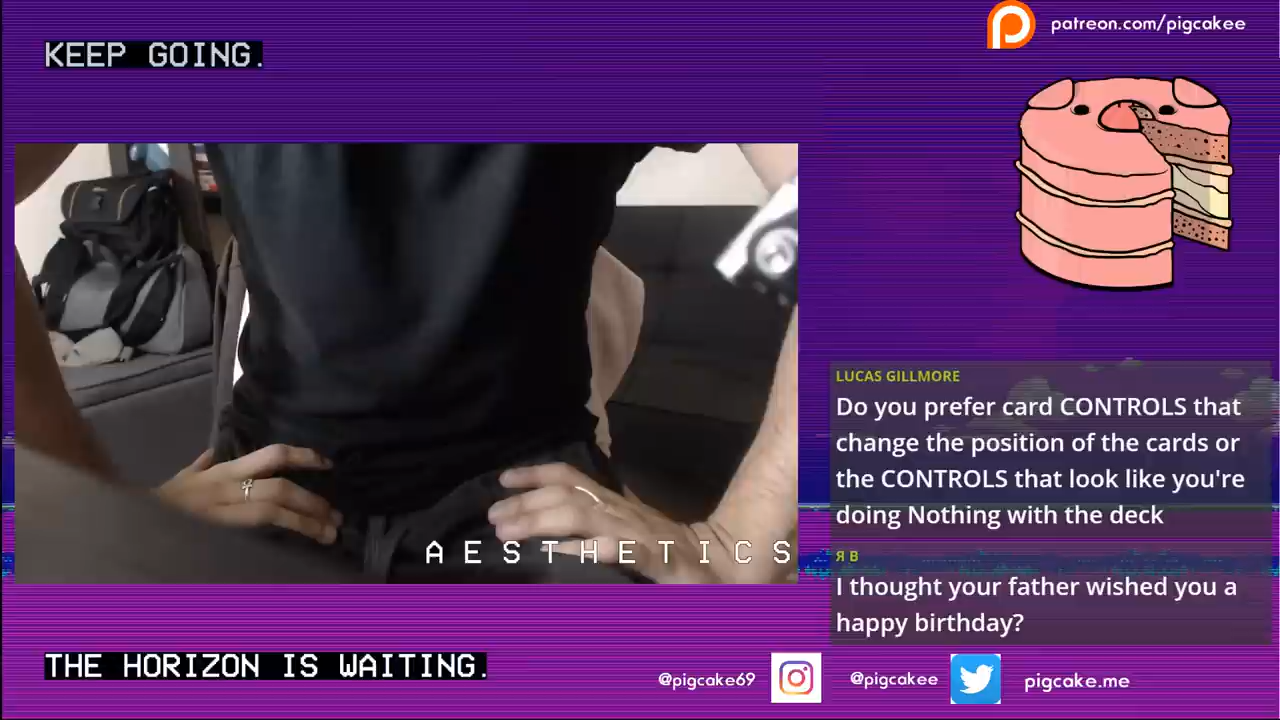 KEEP GOING.
patreon.com/pigcakee
LUCAS GILLMORE
Do you prefer card CONTROLS that
change the position of the cards or
the CONTROLS that look like you're
doing Nothing with the deck
AESTHETICS
Я В
I thought your father wished you a
happy birthday?
THE HORIZON IS WAITING.
@pigcake69
@pigcakee
pigcake.me